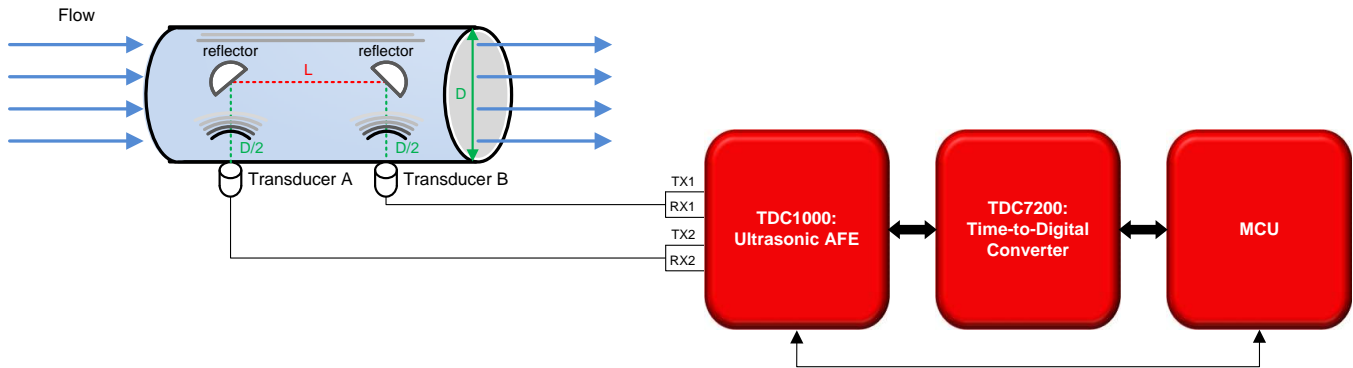 Flow
reflector
reflector
L
D
D/2
D/2
Transducer A
Transducer B
TX1
RX1
TX2
RX2
TDC1000:
Ultrasonic AFE
TDC7200:
Time-to-Digital
Converter
MCU